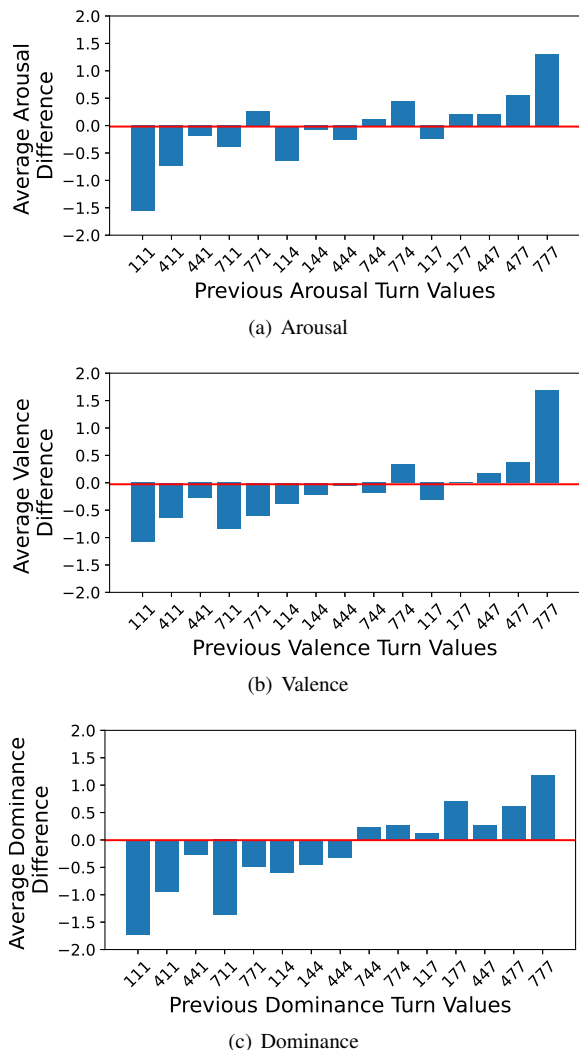 2.0
1.5
1.0
0.5
0.0
−0.5
−1.0
−1.5
−2.0
Average Arousal
Difference
111 411 441 711 771 114 144 444 744 774 117 177 447 477 777
Previous Arousal Turn Values
(a) Arousal
2.0
1.5
1.0
0.5
0.0
−0.5
−1.0
−1.5
−2.0
Average Valence
Difference
111 411 441 711 771 114 144 444 744 774 117 177 447 477 777
Previous Valence Turn Values
(b) Valence
2.0
1.5
1.0
0.5
0.0
−0.5
−1.0
−1.5
−2.0
Average Dominance
Difference
111 411 441 711 771 114 144 444 744 774 117 177 447 477 777
Previous Dominance Turn Values
(c) Dominance